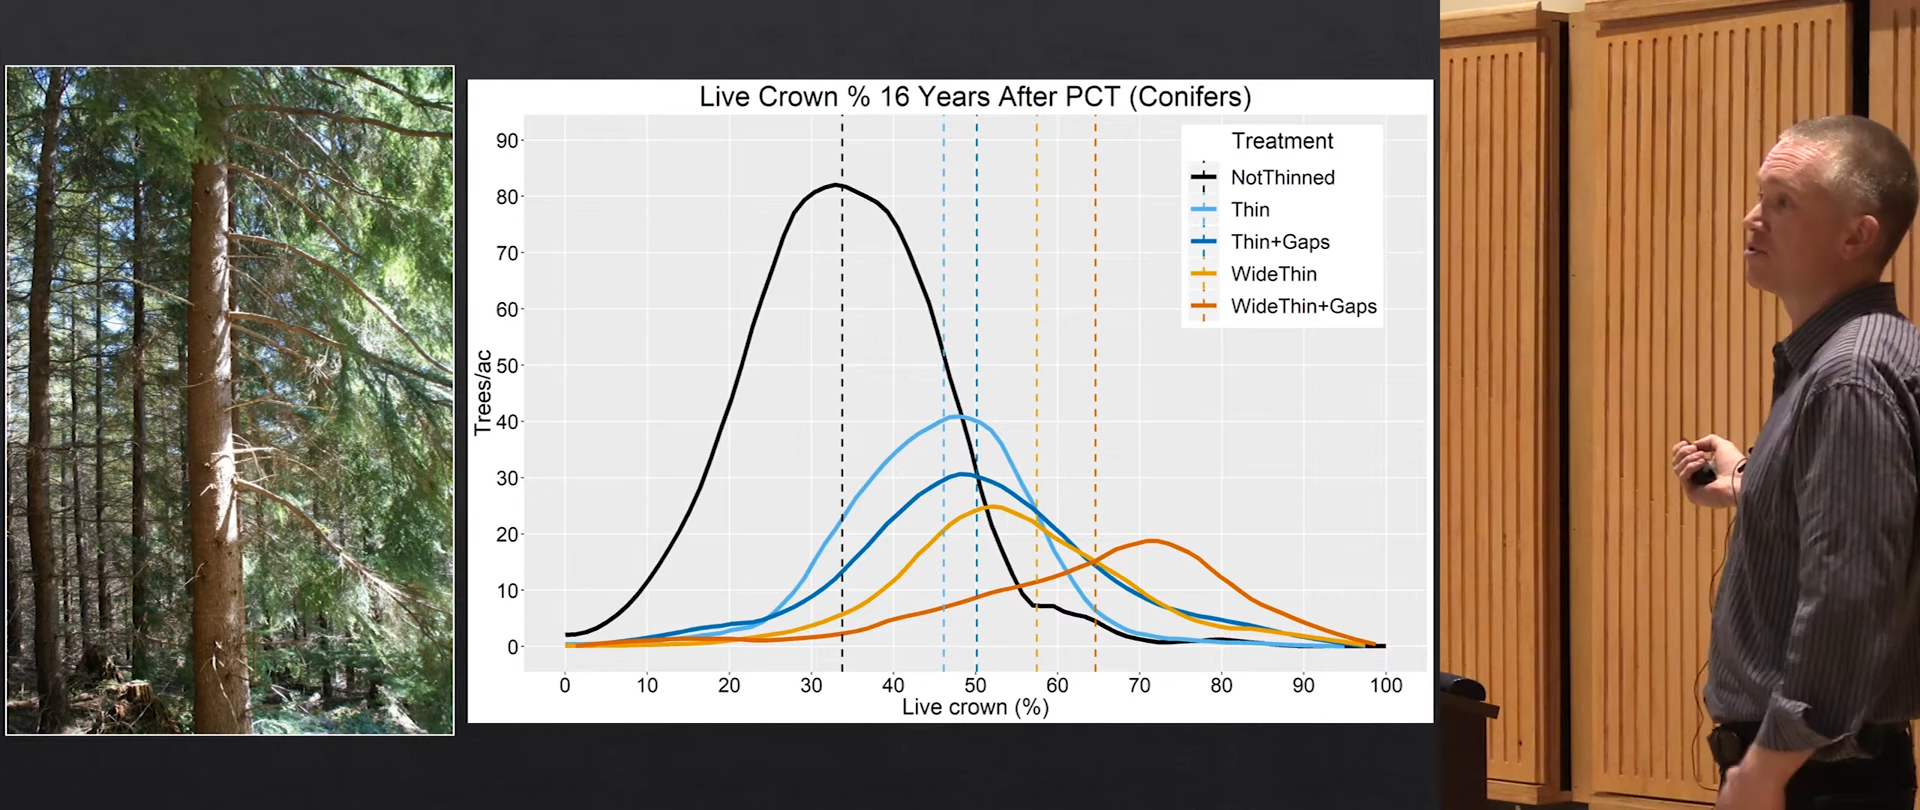 Live Crown % 16 Years After PCT (Conifers)
Treatment
NotThinned
Thin
Thin+Gaps
WideThin
WideThin+Gaps
Trees/ac
90
80
70
60
50
40
30
20
10
0
0 10 20 30 40 50 60 70 80 90 100
Live crown (%)